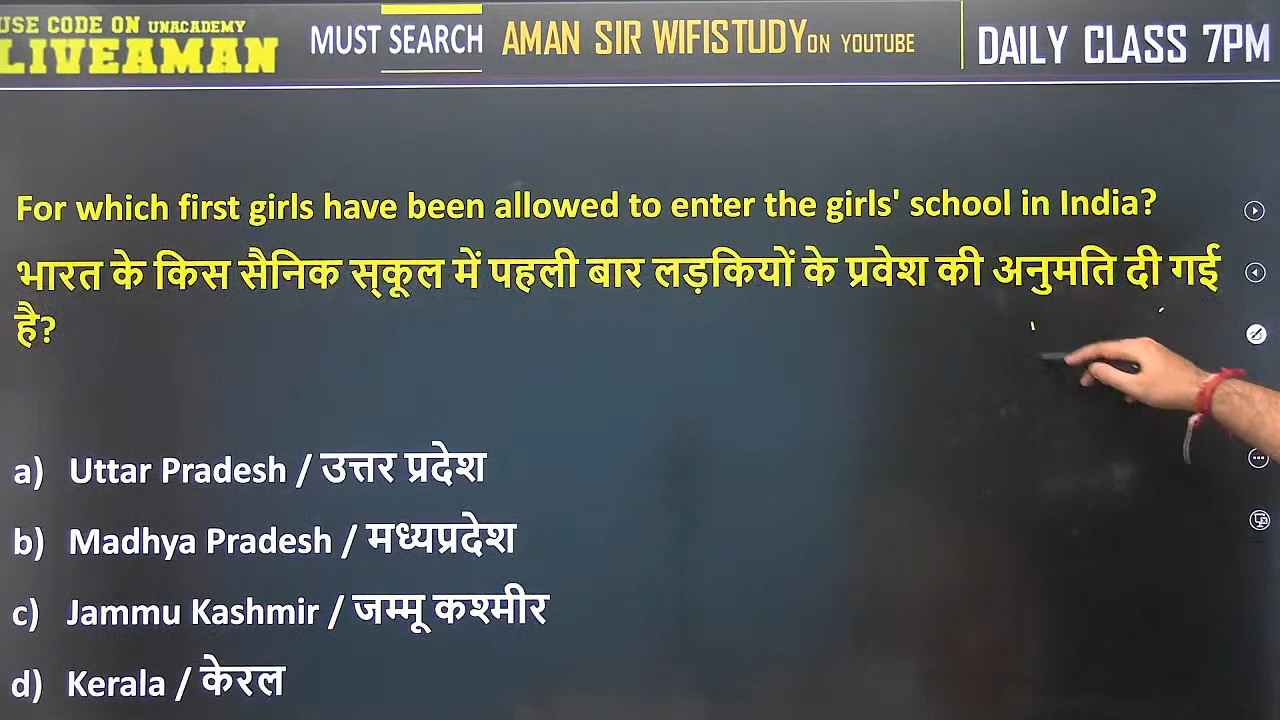 USE CODE ON UNACADEMY
LIVEAMAN
MUST SEARCH AMAN SIR WIFISTUDY ON YOUTUBE
DAILY CLASS 7PM
For which first girls have been allowed to enter the girls' school in India?
भारत के किस सैनिक स्कूल में पहली बार लड़कियों के प्रवेश की अनुमति दी गई
है?
a) Uttar Pradesh / उत्तर प्रदेश
b) Madhya Pradesh / मध्यप्रदेश
c) Jammu Kashmir / जम्मू कश्मीर
d) Kerala / केरल